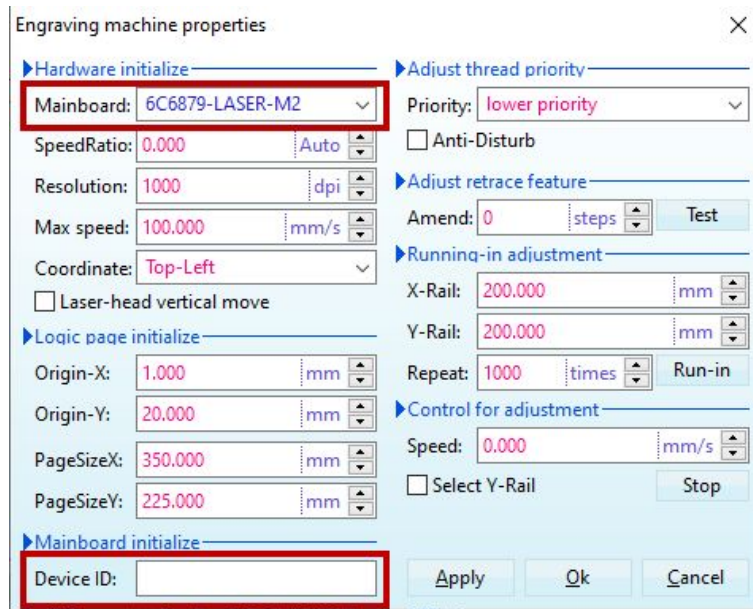 Engraving machine properties
Hardware initialize
Mainboard: 6C6879-LASER-M2
SpeedRatio: 0.000 Auto
Resolution: 1000 dpi
Max speed: 100.000 mm/s
Coordinate: Top-Left
Laser-head vertical move
Logic page initialize
Origin-X: 1.000 mm
Origin-Y: 20.000 mm
PageSizeX: 350.000 mm
PageSizeY: 225.000 mm
Mainboard initialize
Device ID:
Adjust thread priority
Priority: lower priority
Anti-Disturb
Adjust retrace feature
Amend: 0 steps Test
Running-in adjustment
X-Rail: 200.000 mm
Y-Rail: 200.000 mm
Repeat: 1000 times Run-in
Control for adjustment
Speed: 0.000 mm/s
Select Y-Rail Stop
Apply Ok Cancel